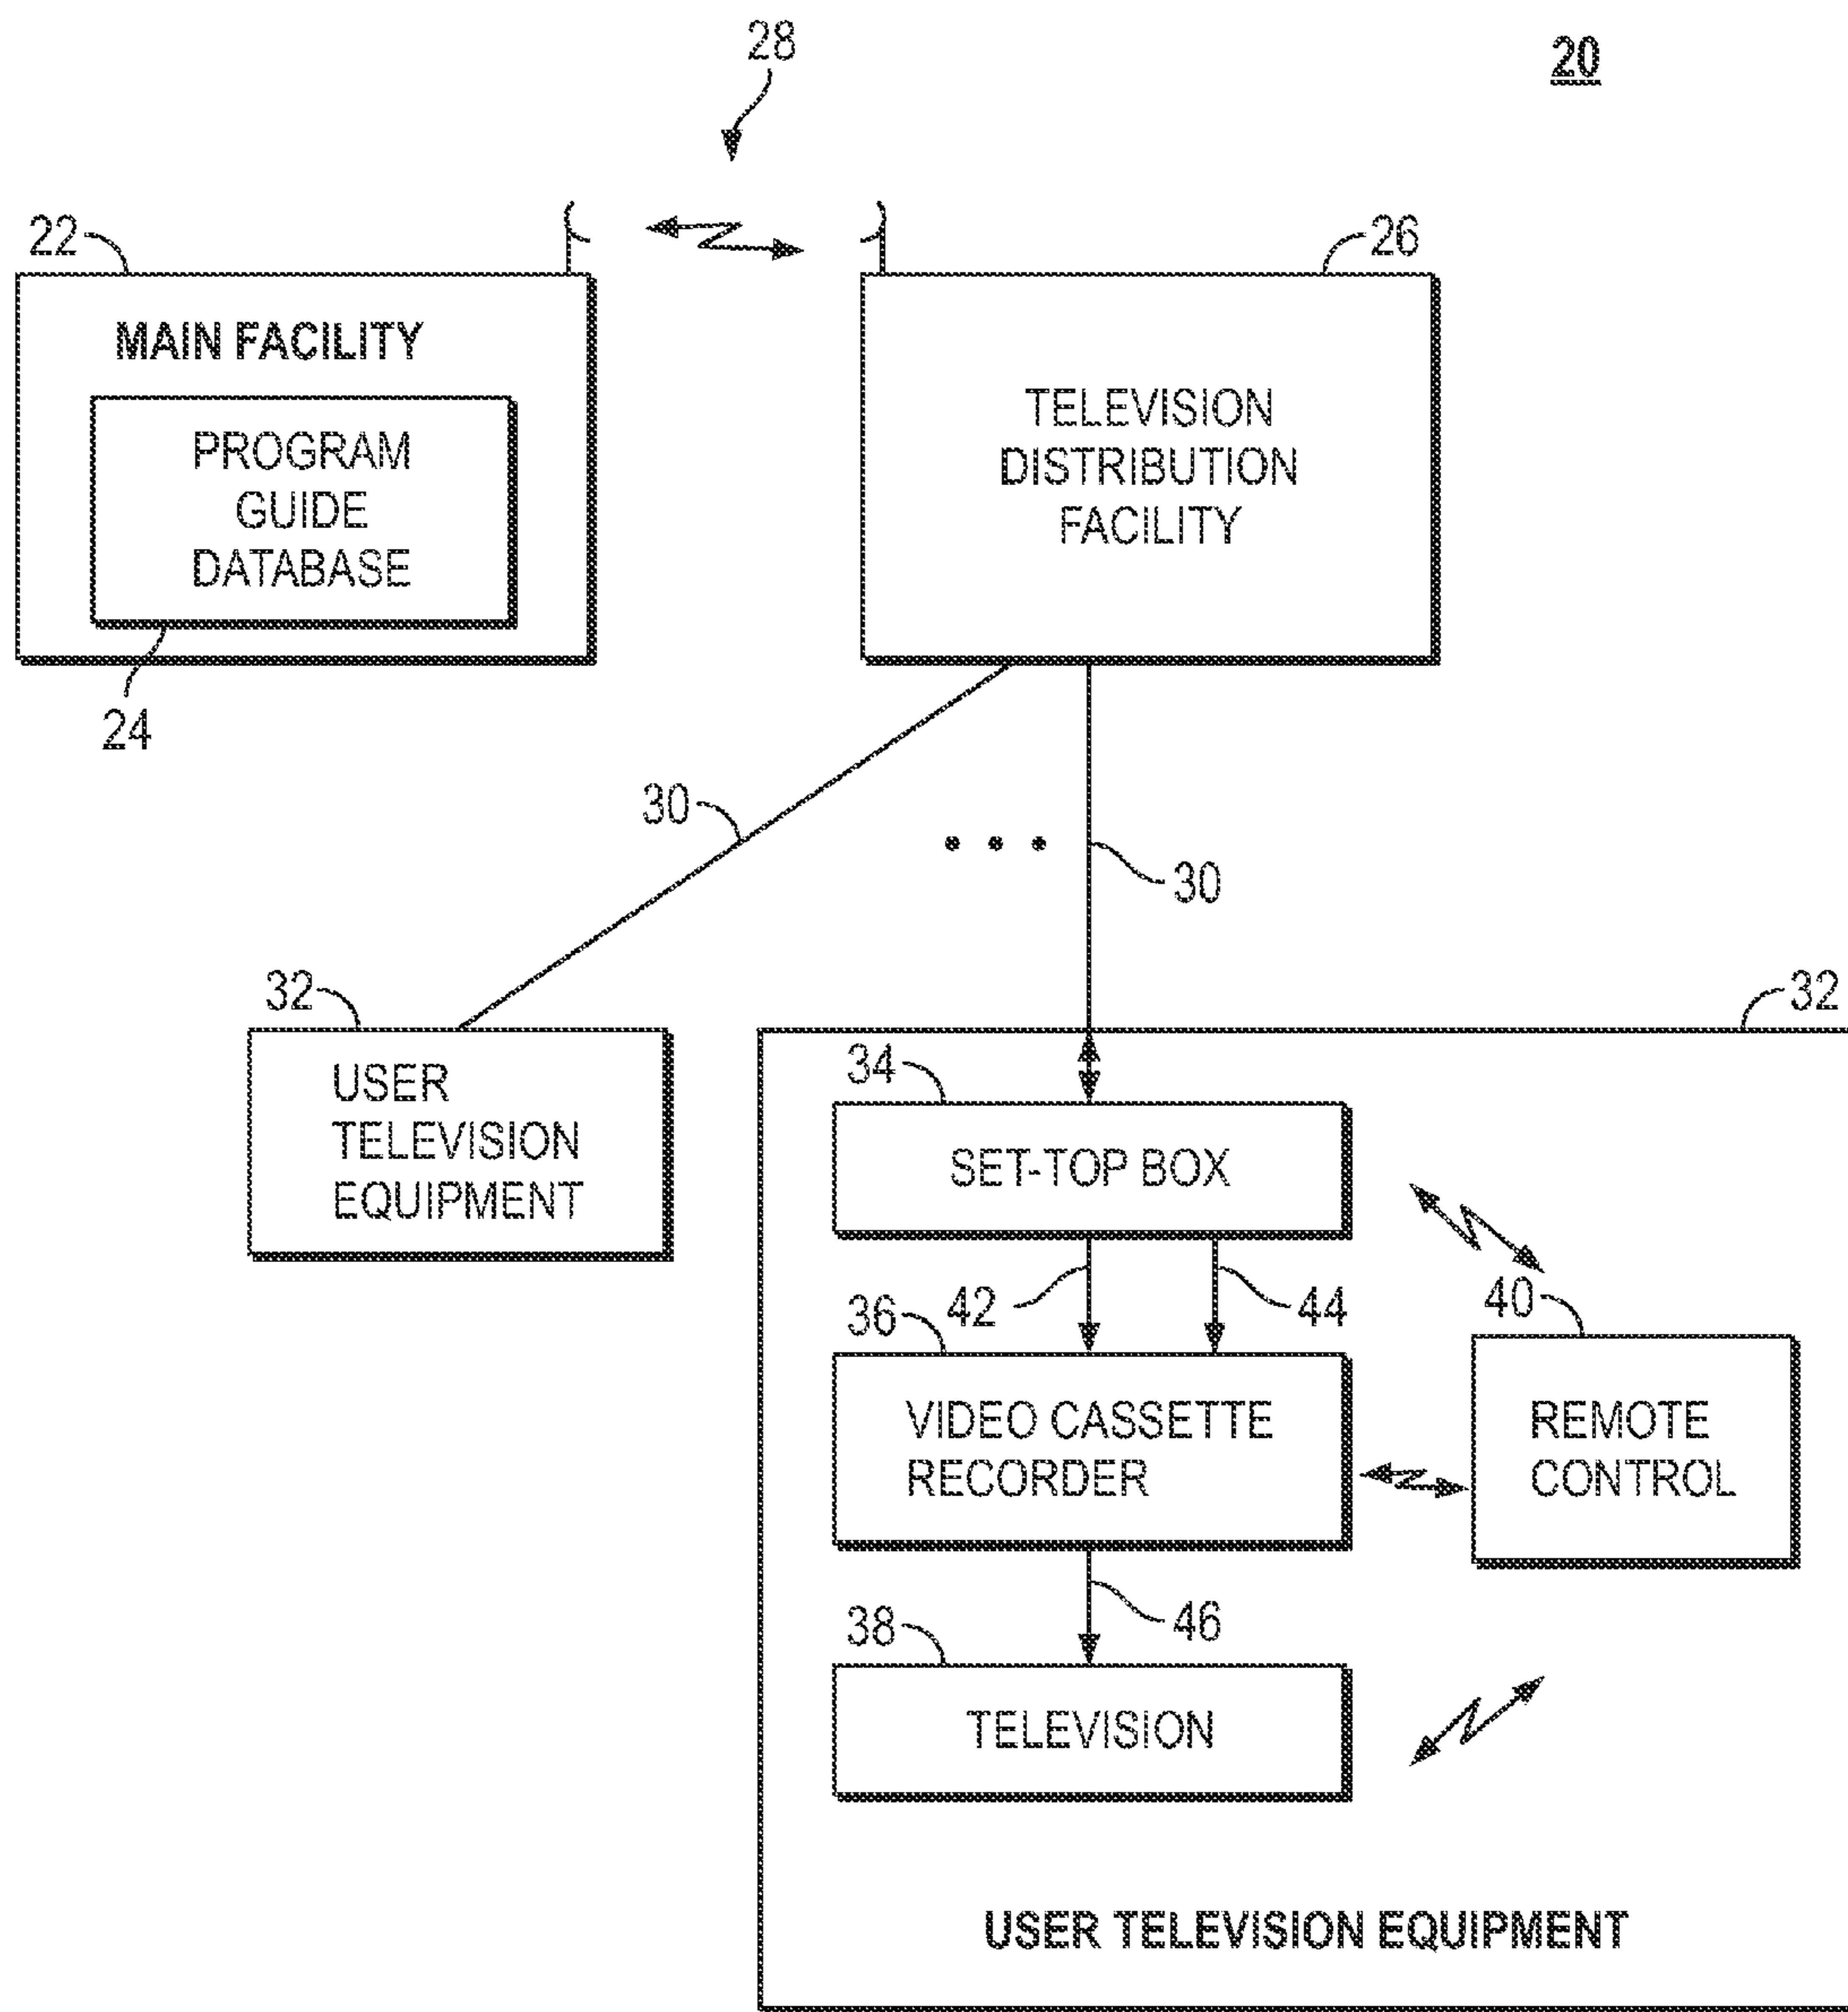 28
20
22
26
MAIN FACILITY
PROGRAM
GUIDE
DATABASE
24
TELEVISION
DISTRIBUTION
FACILITY
30
30
32
USER
TELEVISION
EQUIPMENT
32
34
SET-TOP BOX
42
44
36
VIDEO CASSETTE
RECORDER
40
REMOTE
CONTROL
46
38
TELEVISION
USER TELEVISION EQUIPMENT